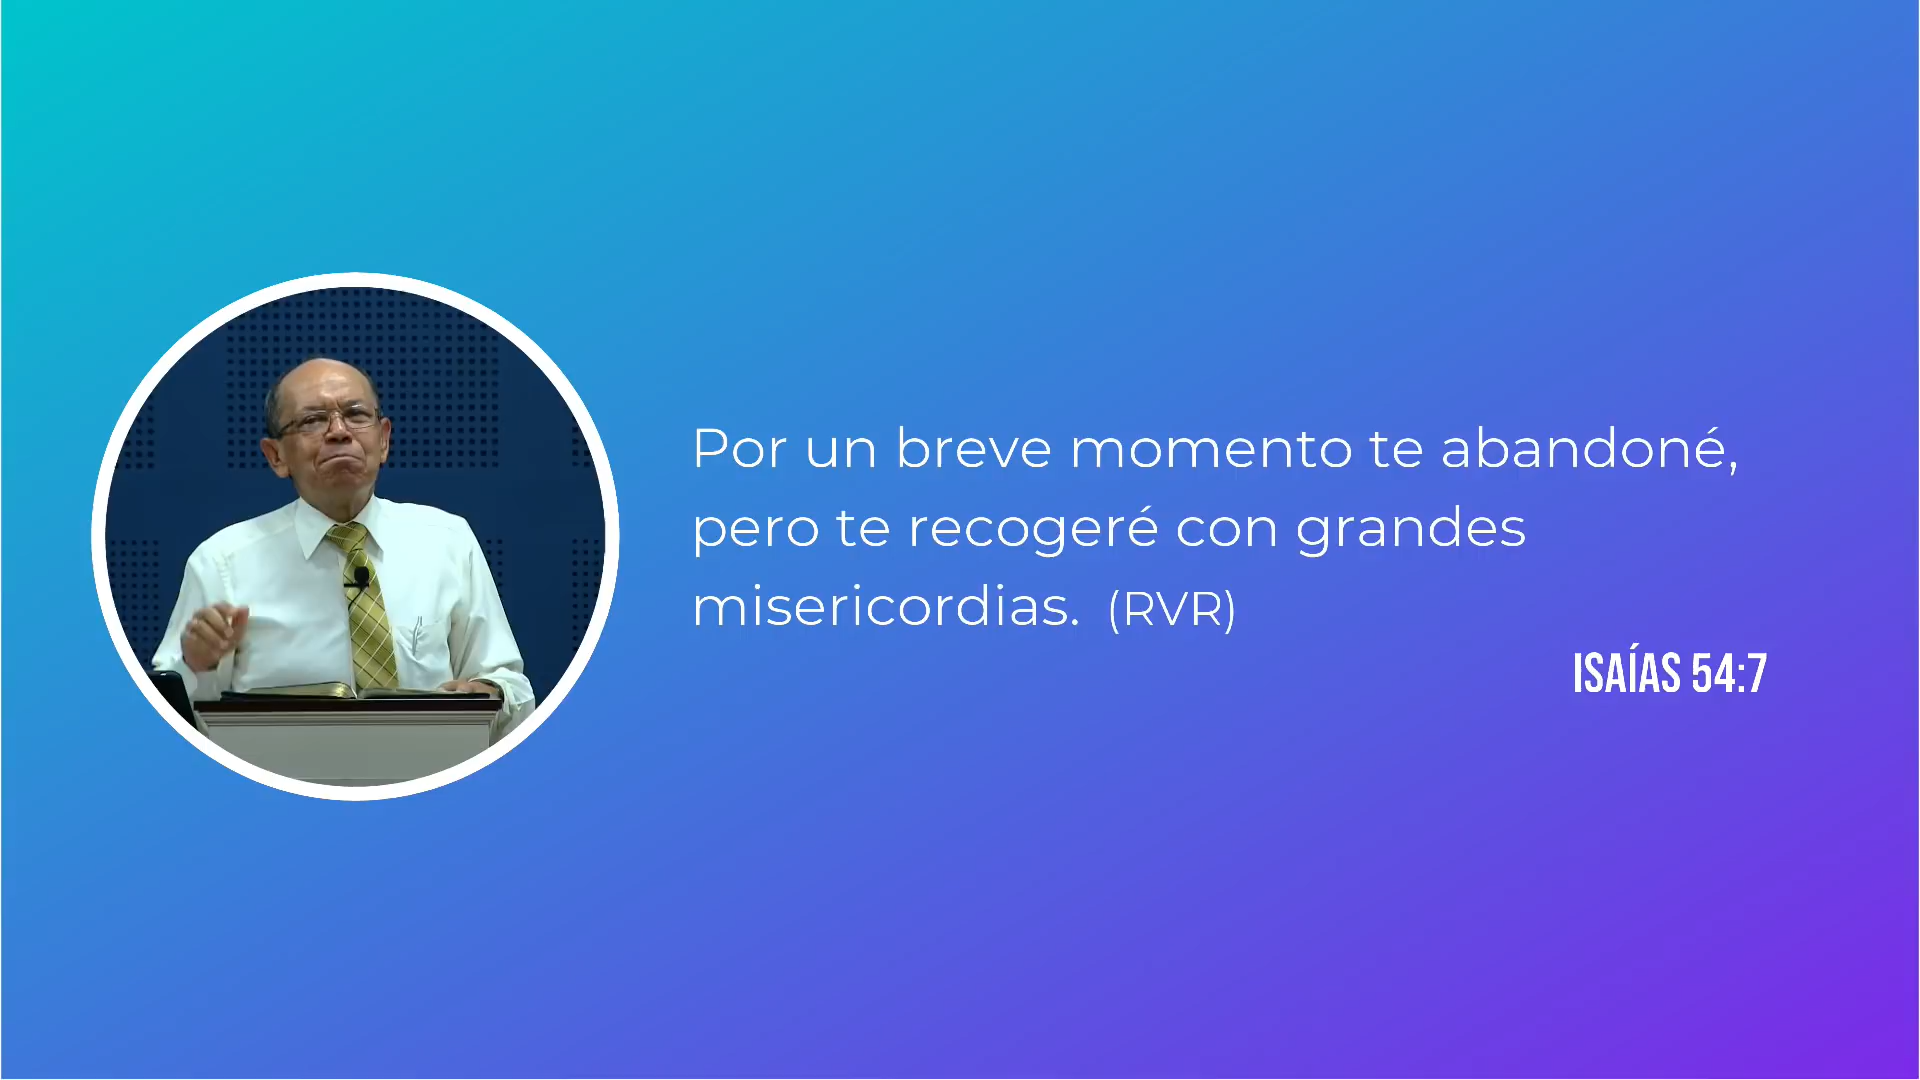 Por un breve momento te abandoné,
pero te recogeré con grandes
misericordias. (RVR)
ISAÍAS 54:7